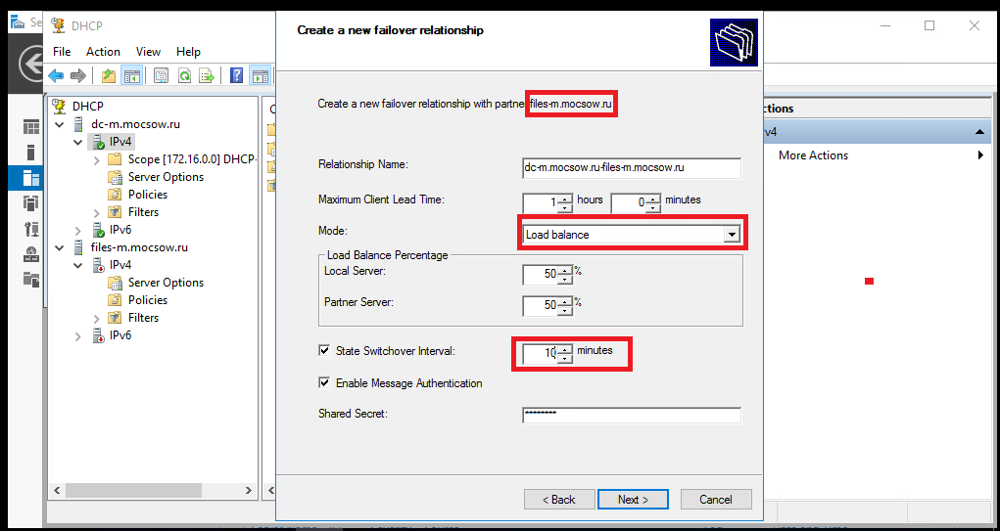 Se
DHCP
File Action View Help
DHCP
dc-m.mocsow.ru
IPv4
Scope [172.16.0.0] DHCP-
Server Options
Policies
Filters
IPv6
files-m.mocsow.ru
IPv4
Server Options
Policies
Filters
IPv6
Create a new failover relationship
Create a new failover relationship with partner files-m.mocsow.ru
Relationship Name: dc-m.mocsow.ru-files-m.mocsow.ru
Maximum Client Lead Time: 1 hours 0 minutes
Mode: Load balance
Load Balance Percentage
Local Server: 50 %
Partner Server: 50 %
State Switchover Interval: 10 minutes
Enable Message Authentication
Shared Secret: ********
< Back Next > Cancel
ctions
v4
More Actions